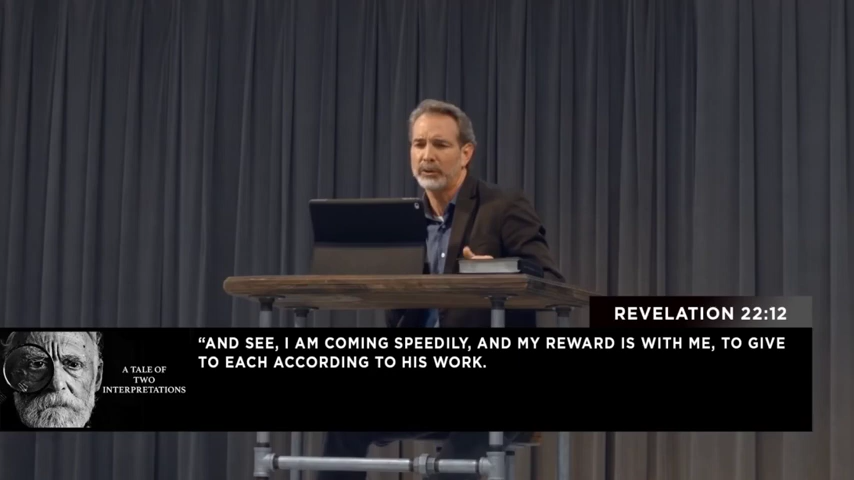 REVELATION 22:12
“AND SEE, I AM COMING SPEEDILY, AND MY REWARD IS WITH ME, TO GIVE
TO EACH ACCORDING TO HIS WORK.
A TALE OF
TWO
INTERPRETATIONS